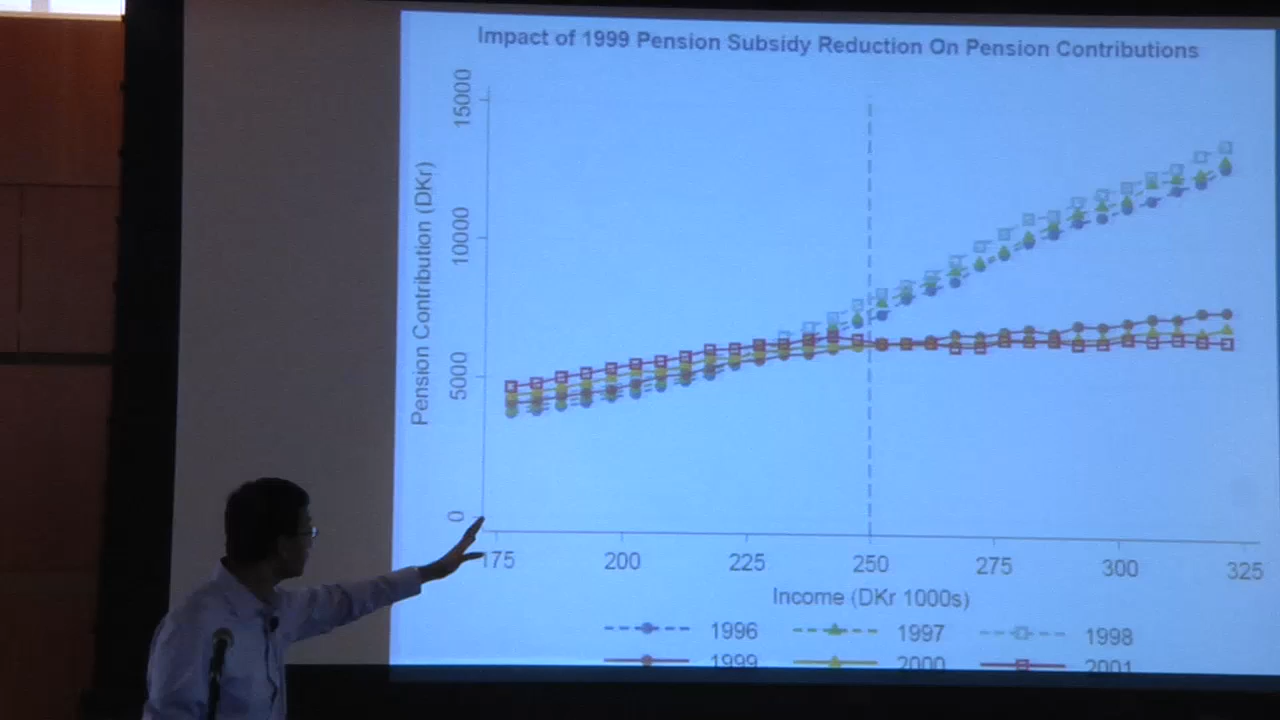 Impact of 1999 Pension Subsidy Reduction On Pension Contributions
Pension Contribution (DKr)
15000
10000
5000
0
175 200 225 250 275 300 325
Income (DKr 1000s)
1996 1997 1998
1999 2000 2001